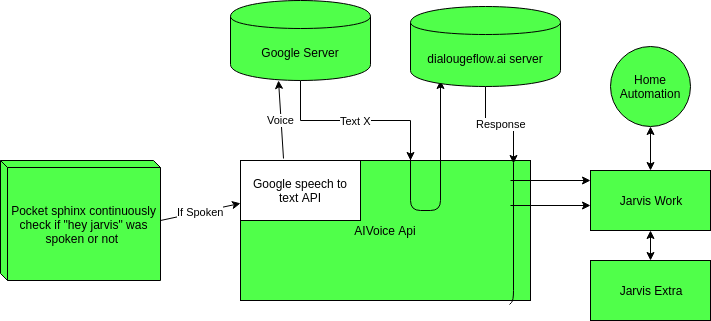 Google Server
dialougeflow.ai server
Home
Automation
Voice
Text X
Response
Google speech to
text API
Pocket sphinx continuously
check if "hey jarvis" was
spoken or not
If Spoken
AIVoice Api
Jarvis Work
Jarvis Extra